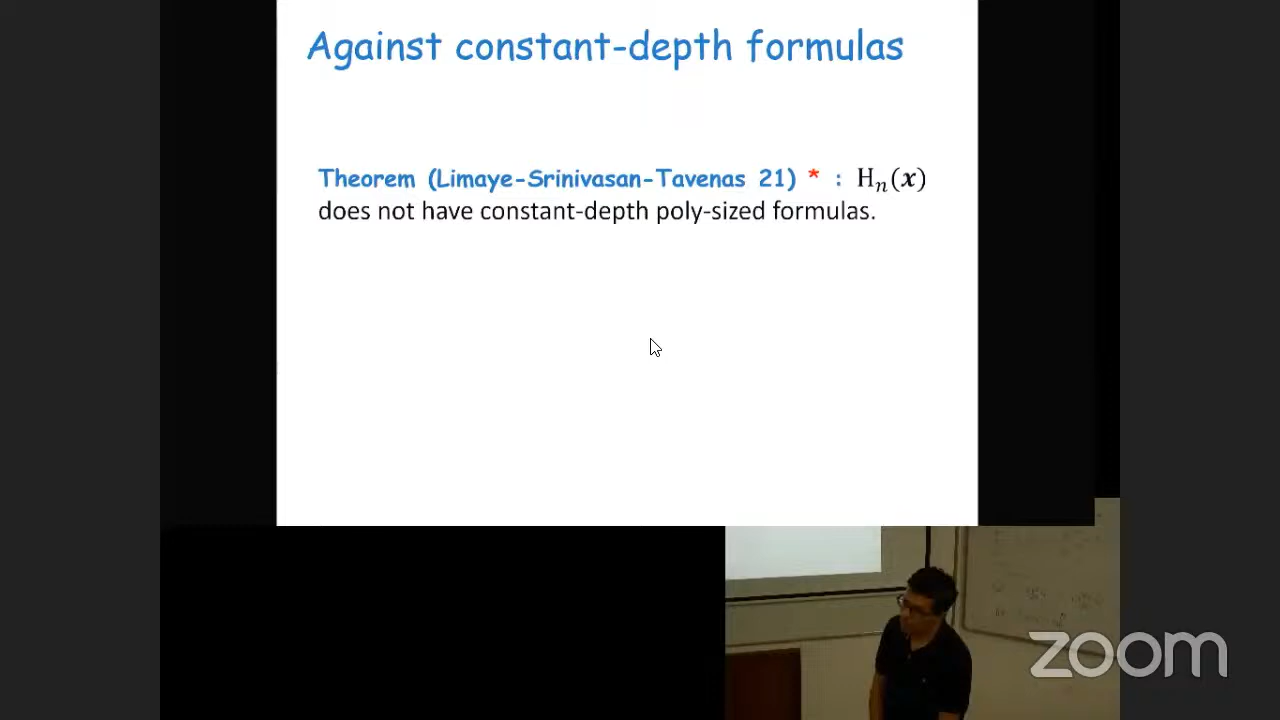 Against constant-depth formulas
Theorem (Limaye-Srinivasan-Tavenas 21) * : Hₙ(𝒙)
does not have constant-depth poly-sized formulas.
zoom